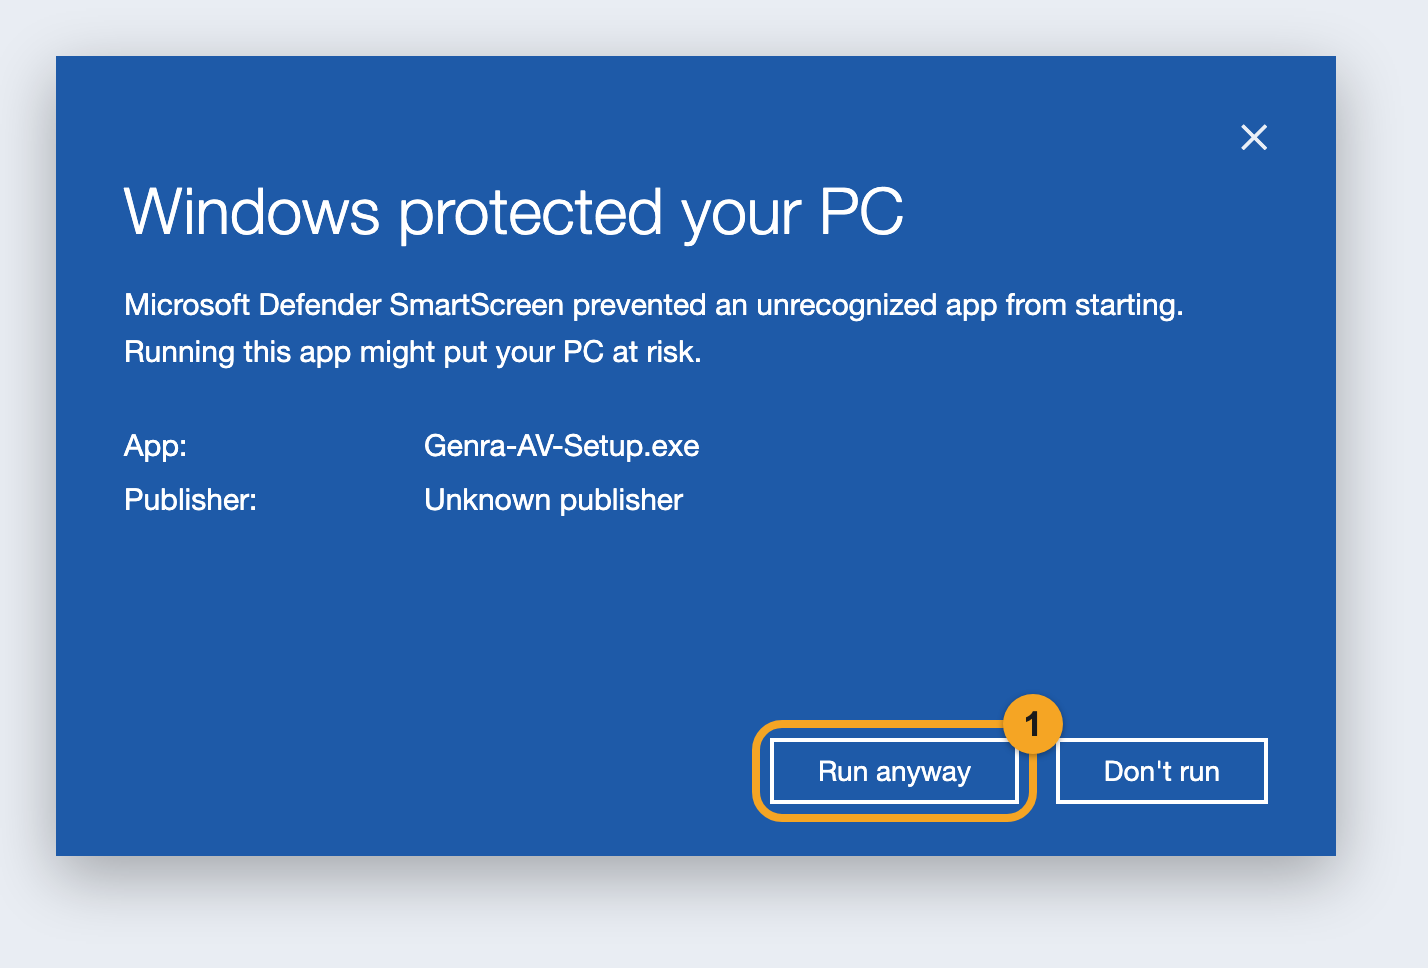 Windows protected your PC
Microsoft Defender SmartScreen prevented an unrecognized app from starting.
Running this app might put your PC at risk.
App: Genra-AV-Setup.exe
Publisher: Unknown publisher
1
Run anyway Don't run